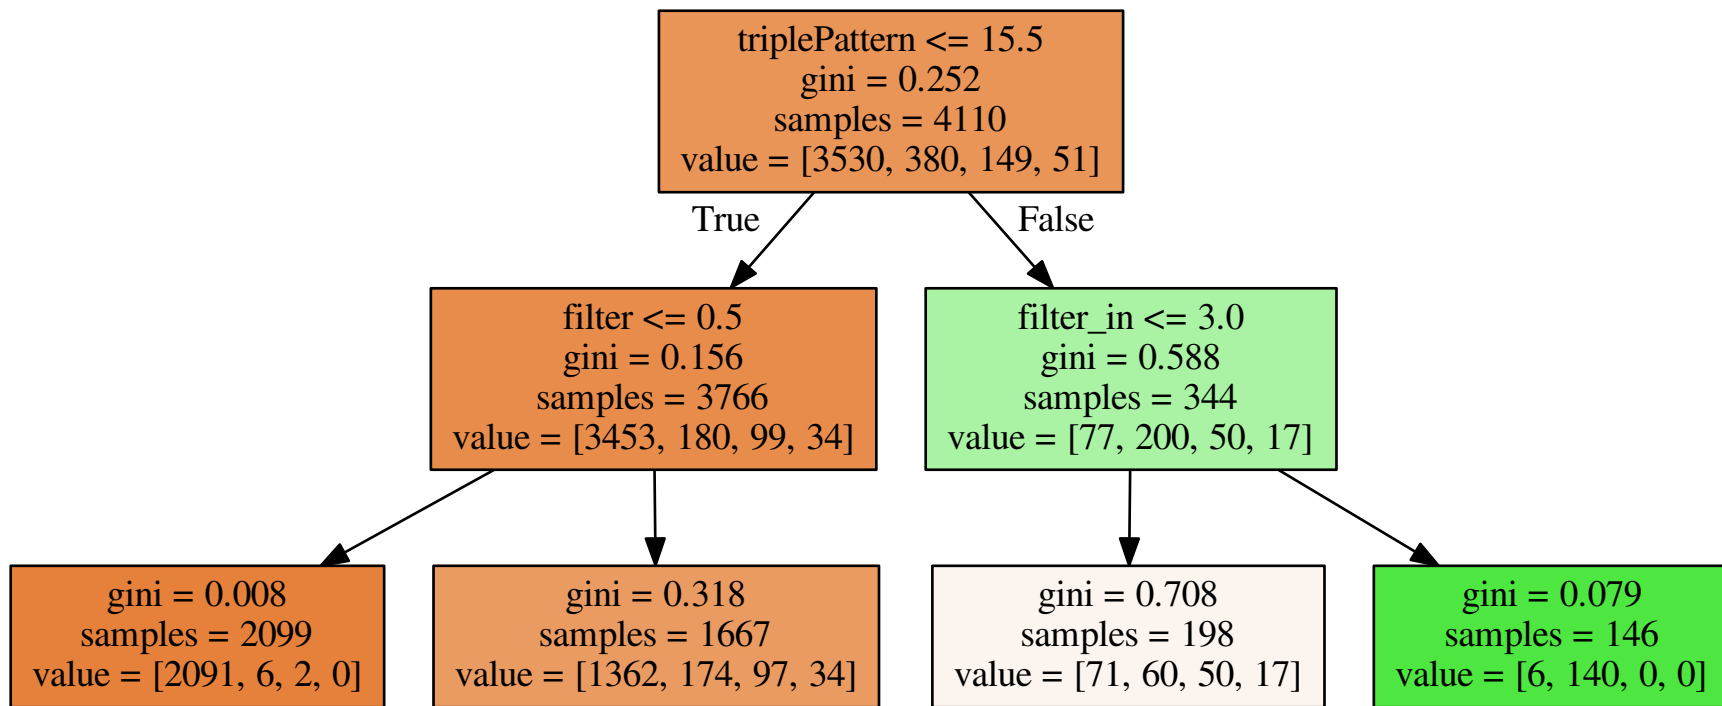 triplePattern <= 15.5
gini = 0.252
samples = 4110
value = [3530, 380, 149, 51]
True
False
filter <= 0.5
gini = 0.156
samples = 3766
value = [3453, 180, 99, 34]
filter_in <= 3.0
gini = 0.588
samples = 344
value = [77, 200, 50, 17]
gini = 0.008
samples = 2099
value = [2091, 6, 2, 0]
gini = 0.318
samples = 1667
value = [1362, 174, 97, 34]
gini = 0.708
samples = 198
value = [71, 60, 50, 17]
gini = 0.079
samples = 146
value = [6, 140, 0, 0]